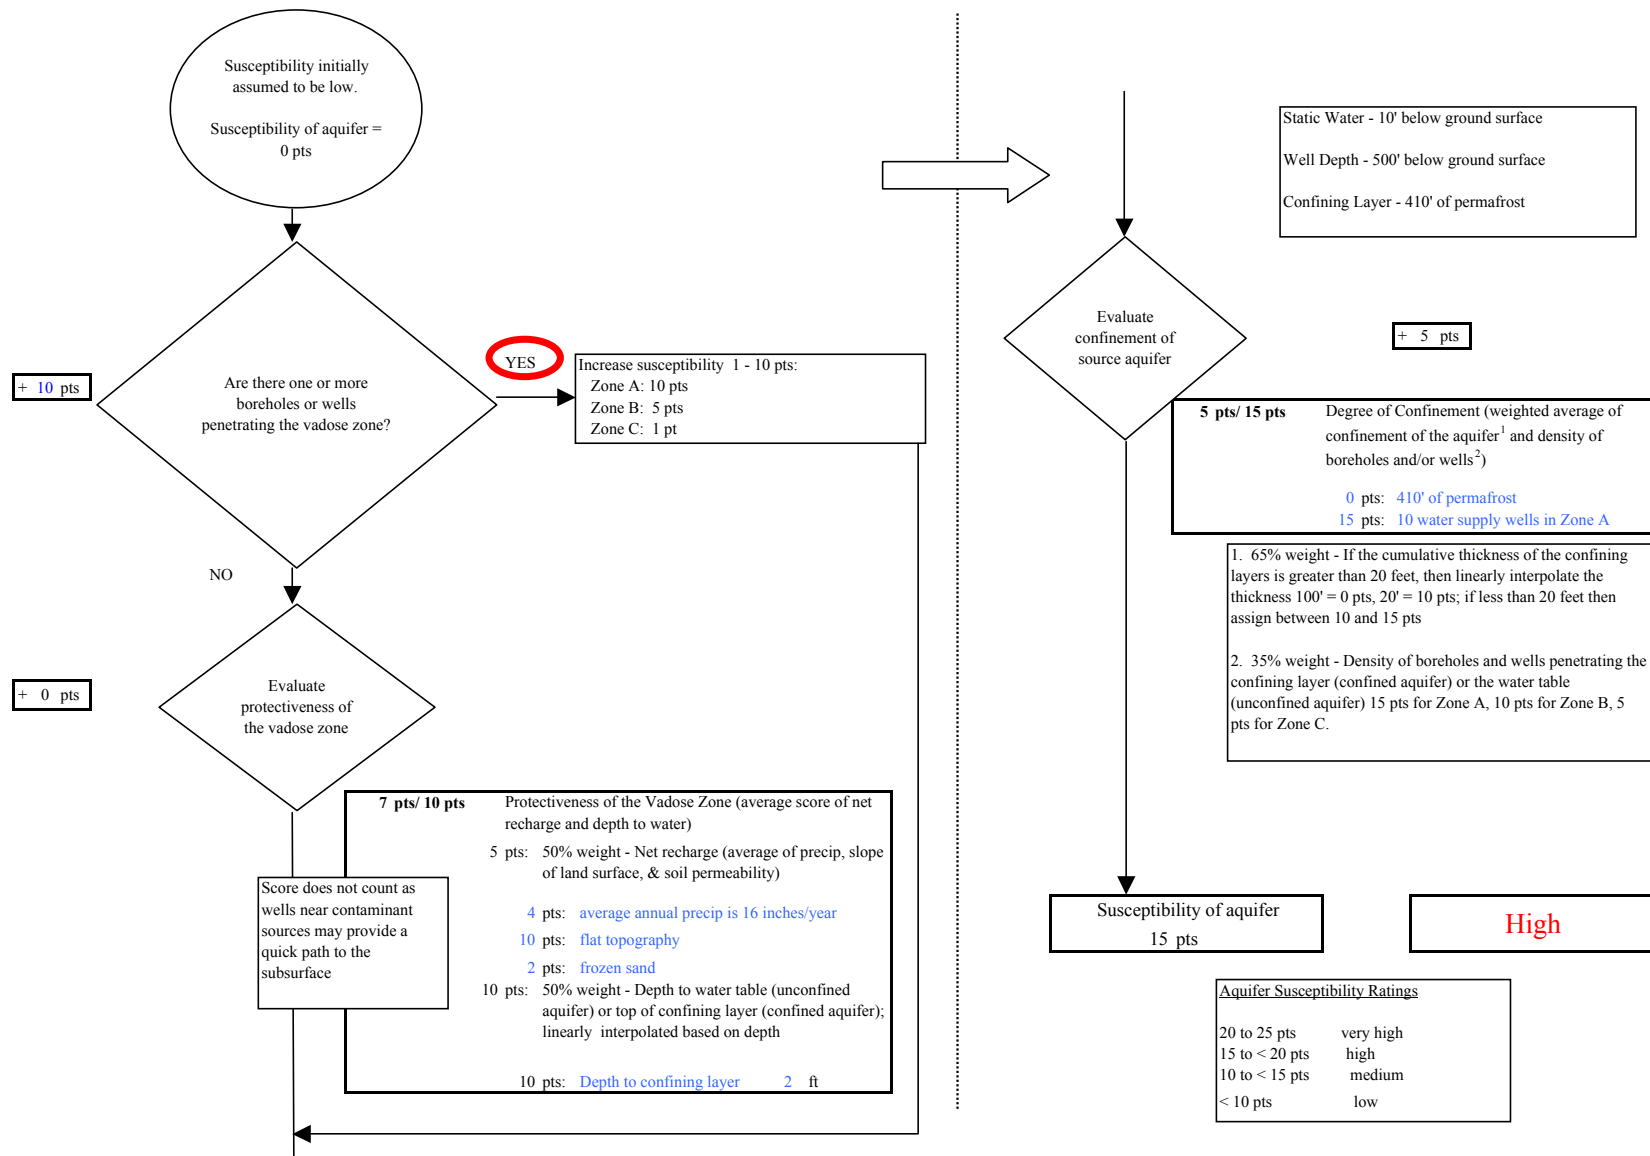 Susceptibility initially
assumed to be low.
Susceptibility of aquifer =
0 pts
+ 10 pts
Are there one or more
boreholes or wells
penetrating the vadose zone?
YES
Increase susceptibility 1 - 10 pts:
Zone A: 10 pts
Zone B: 5 pts
Zone C: 1 pt
NO
+ 0 pts
Evaluate
protectiveness of
the vadose zone
7 pts/ 10 pts Protectiveness of the Vadose Zone (average score of net
recharge and depth to water)
5 pts: 50% weight - Net recharge (average of precip, slope
of land surface, & soil permeability)
4 pts: average annual precip is 16 inches/year
10 pts: flat topography
2 pts: frozen sand
10 pts: 50% weight - Depth to water table (unconfined
aquifer) or top of confining layer (confined aquifer);
linearly interpolated based on depth
10 pts: Depth to confining layer 2 ft
Score does not count as
wells near contaminant
sources may provide a
quick path to the
subsurface
Static Water - 10' below ground surface
Well Depth - 500' below ground surface
Confining Layer - 410' of permafrost
Evaluate
confinement of
source aquifer
+ 5 pts
5 pts/ 15 pts Degree of Confinement (weighted average of
confinement of the aquifer1 and density of
boreholes and/or wells2)
0 pts: 410' of permafrost
15 pts: 10 water supply wells in Zone A
1. 65% weight - If the cumulative thickness of the confining
layers is greater than 20 feet, then linearly interpolate the
thickness 100' = 0 pts, 20' = 10 pts; if less than 20 feet then
assign between 10 and 15 pts
2. 35% weight - Density of boreholes and wells penetrating the
confining layer (confined aquifer) or the water table
(unconfined aquifer) 15 pts for Zone A, 10 pts for Zone B, 5
pts for Zone C.
Susceptibility of aquifer
15 pts
High
Aquifer Susceptibility Ratings
20 to 25 pts very high
15 to < 20 pts high
10 to < 15 pts medium
< 10 pts low